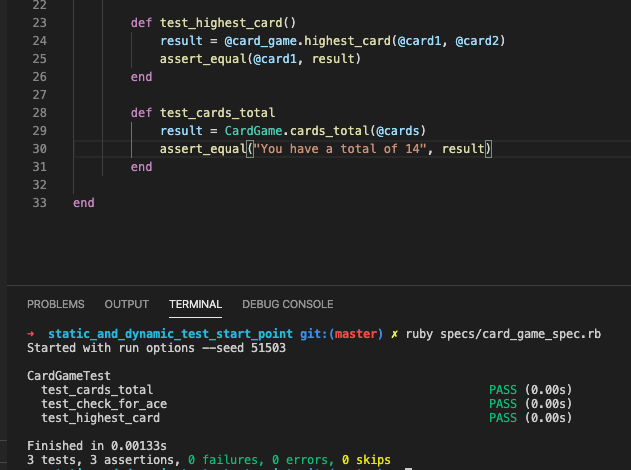 22
23 def test_highest_card()
24 result = @card_game.highest_card(@card1, @card2)
25 assert_equal(@card1, result)
26 end
27
28 def test_cards_total
29 result = CardGame.cards_total(@cards)
30 assert_equal("You have a total of 14", result)
31 end
32
33 end
PROBLEMS OUTPUT TERMINAL DEBUG CONSOLE
→ static_and_dynamic_test_start_point git:(master) ✗ ruby specs/card_game_spec.rb
Started with run options --seed 51503
CardGameTest
test_cards_total PASS (0.00s)
test_check_for_ace PASS (0.00s)
test_highest_card PASS (0.00s)
Finished in 0.00133s
3 tests, 3 assertions, 0 failures, 0 errors, 0 skips